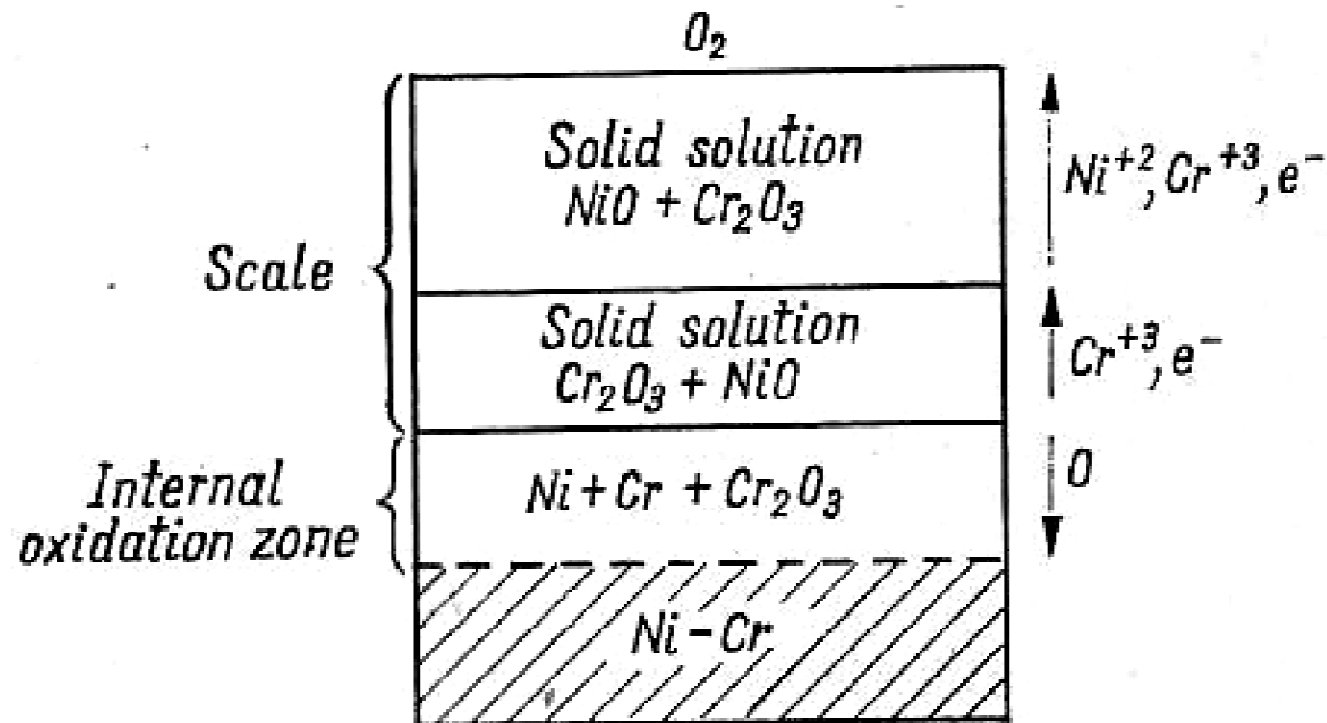 O₂
Solid solution
NiO + Cr₂O₃
Ni⁺², Cr⁺³, e⁻
Scale
Solid solution
Cr₂O₃ + NiO
Cr⁺³, e⁻
Internal
oxidation zone
Ni + Cr + Cr₂O₃
O
Ni – Cr